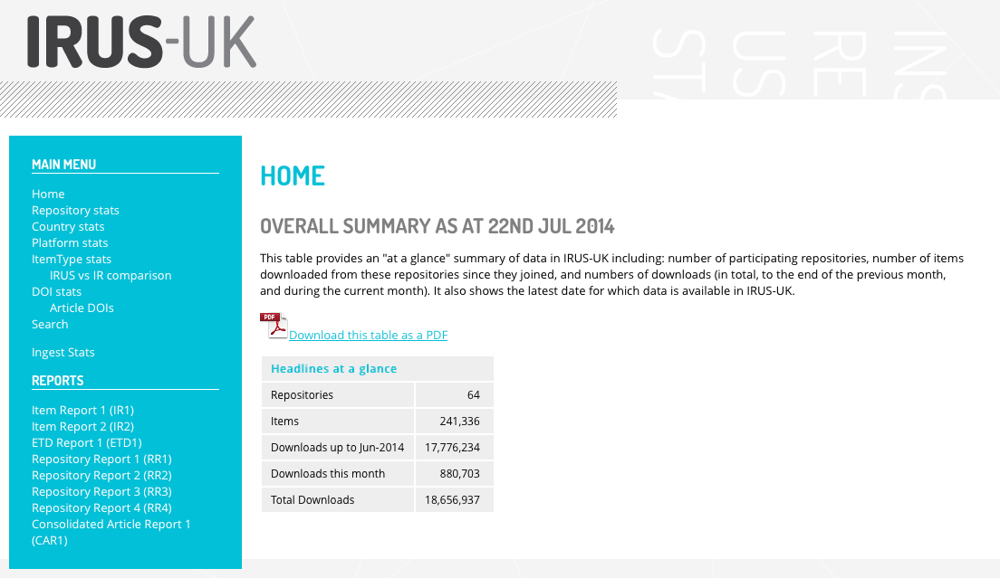 IRUS-UK
INS
RE
US
STA
MAIN MENU
Home
Repository stats
Country stats
Platform stats
ItemType stats
IRUS vs IR comparison
DOI stats
Article DOIs
Search
Ingest Stats
REPORTS
Item Report 1 (IR1)
Item Report 2 (IR2)
ETD Report 1 (ETD1)
Repository Report 1 (RR1)
Repository Report 2 (RR2)
Repository Report 3 (RR3)
Repository Report 4 (RR4)
Consolidated Article Report 1
(CAR1)
HOME
OVERALL SUMMARY AS AT 22ND JUL 2014
This table provides an "at a glance" summary of data in IRUS-UK including: number of participating repositories, number of items
downloaded from these repositories since they joined, and numbers of downloads (in total, to the end of the previous month,
and during the current month). It also shows the latest date for which data is available in IRUS-UK.
PDF
Download this table as a PDF
Headlines at a glance
Repositories 64
Items 241,336
Downloads up to Jun-2014 17,776,234
Downloads this month 880,703
Total Downloads 18,656,937